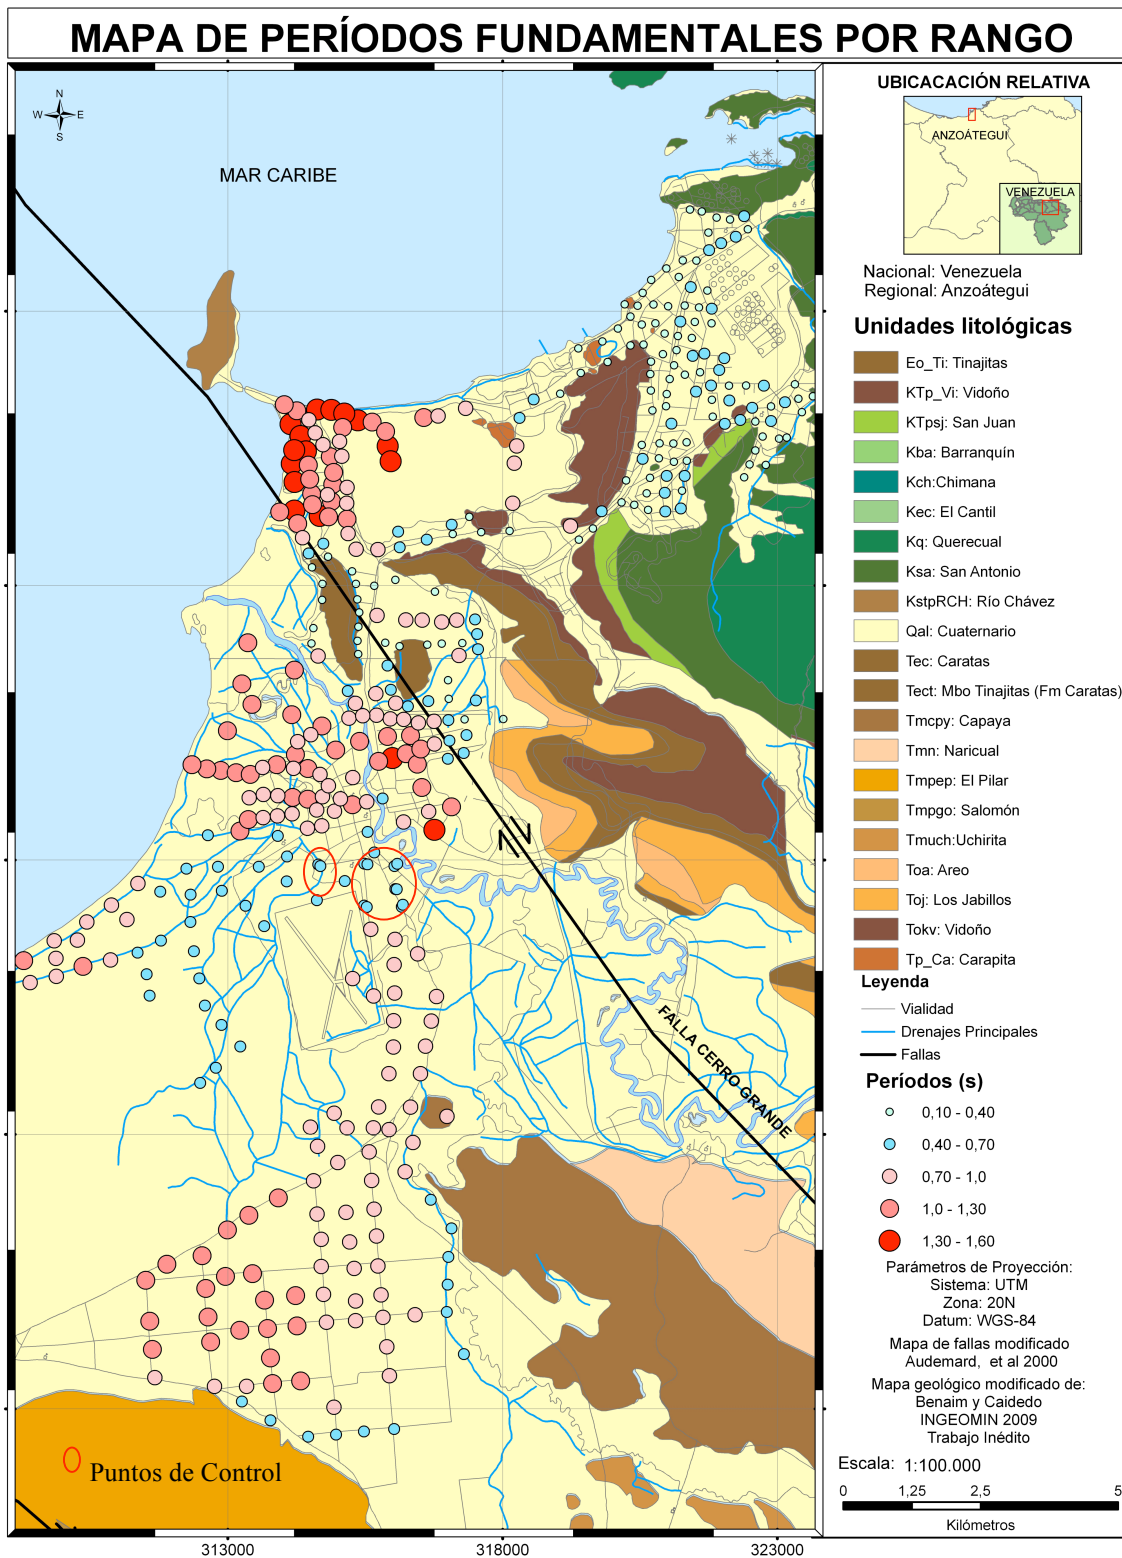 MAPA DE PERÍODOS FUNDAMENTALES POR RANGO
N
W
E
S
MAR CARIBE
FALLA CERRO GRANDE
Puntos de Control
313000
318000
323000
UBICACACIÓN RELATIVA
ANZOÁTEGUI
VENEZUELA
Nacional: Venezuela
Regional: Anzoátegui
Unidades litológicas
Eo_Ti: Tinajitas
KTp_Vi: Vidoño
KTpsj: San Juan
Kba: Barranquín
Kch:Chimana
Kec: El Cantil
Kq: Querecual
Ksa: San Antonio
KstpRCH: Río Chávez
Qal: Cuaternario
Tec: Caratas
Tect: Mbo Tinajitas (Fm Caratas)
Tmcpy: Capaya
Tmn: Naricual
Tmpep: El Pilar
Tmpgo: Salomón
Tmuch:Uchirita
Toa: Areo
Toj: Los Jabillos
Tokv: Vidoño
Tp_Ca: Carapita
Leyenda
Vialidad
Drenajes Principales
Fallas
Períodos (s)
0,10 - 0,40
0,40 - 0,70
0,70 - 1,0
1,0 - 1,30
1,30 - 1,60
Parámetros de Proyección:
Sistema: UTM
Zona: 20N
Datum: WGS-84
Mapa de fallas modificado
Audemard, et al 2000
Mapa geológico modificado de:
Benaim y Caidedo
INGEOMIN 2009
Trabajo Inédito
Escala: 1:100.000
0 1,25 2,5 5
Kilómetros